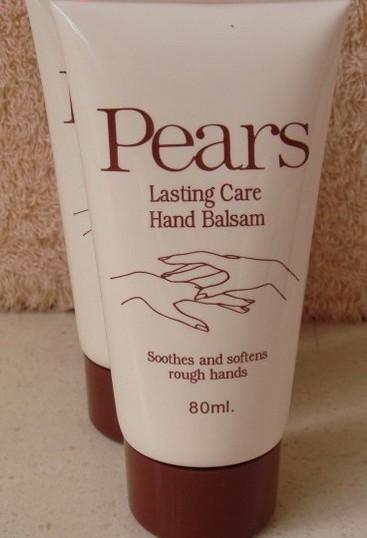 Pears
Lasting Care
Hand Balsam
Soothes and softens
rough hands
80ml.